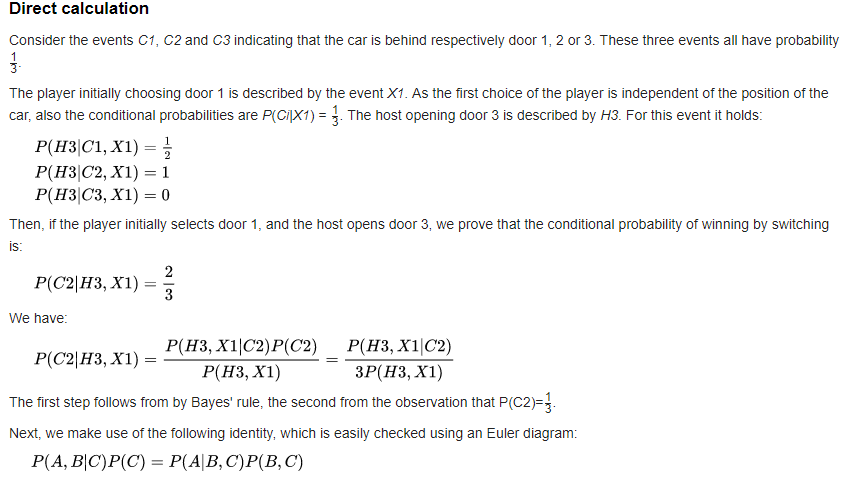 Direct calculation
Consider the events C1, C2 and C3 indicating that the car is behind respectively door 1, 2 or 3. These three events all have probability
1/3.
The player initially choosing door 1 is described by the event X1. As the first choice of the player is independent of the position of the
car, also the conditional probabilities are P(Ci|X1) = 1/3. The host opening door 3 is described by H3. For this event it holds:
P(H3|C1, X1) = 1/2
P(H3|C2, X1) = 1
P(H3|C3, X1) = 0
Then, if the player initially selects door 1, and the host opens door 3, we prove that the conditional probability of winning by switching
is:
P(C2|H3, X1) = 2/3
We have:
P(C2|H3, X1) = P(H3, X1|C2)P(C2) / P(H3, X1) = P(H3, X1|C2) / 3P(H3, X1)
The first step follows from by Bayes' rule, the second from the observation that P(C2)=1/3.
Next, we make use of the following identity, which is easily checked using an Euler diagram:
P(A, B|C)P(C) = P(A|B, C)P(B, C)